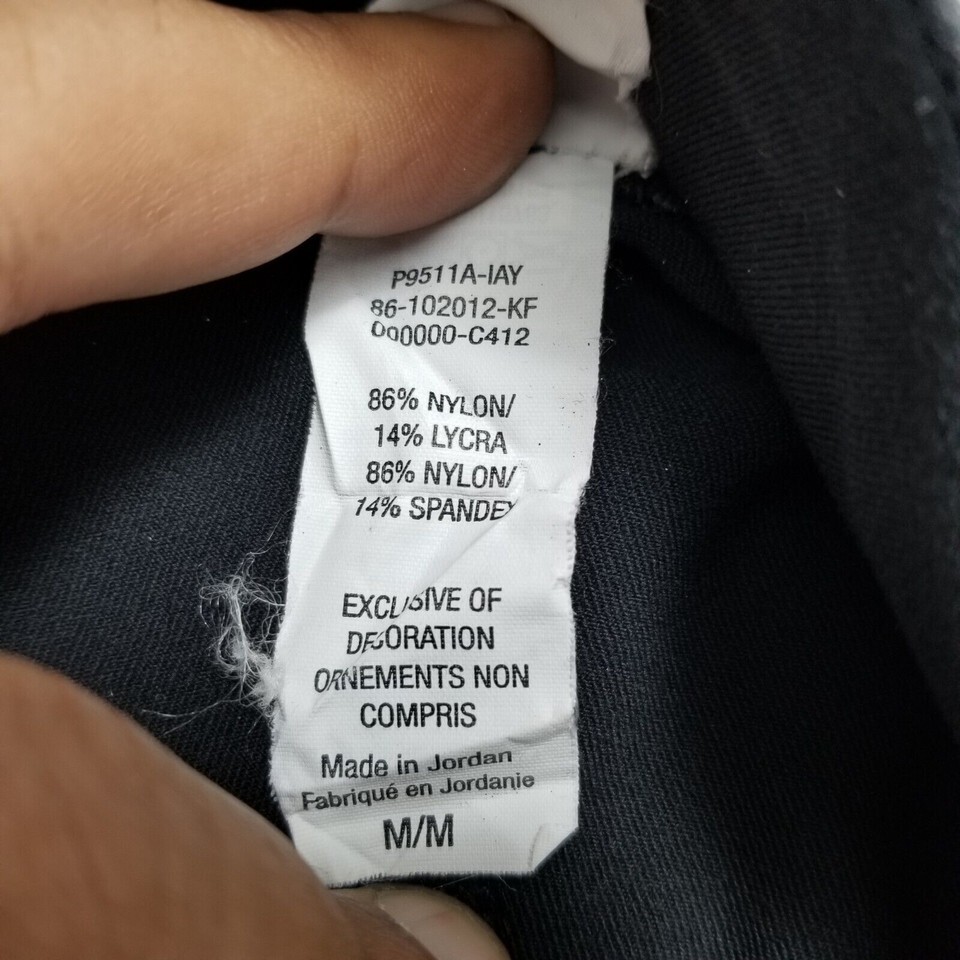 P9511A-IAY
86-102012-KF
000000-C412
86% NYLON/
14% LYCRA
86% NYLON/
14% SPANDEX
EXCLUSIVE OF
DECORATION
ORNEMENTS NON
COMPRIS
Made in Jordan
Fabriqué en Jordanie
M/M